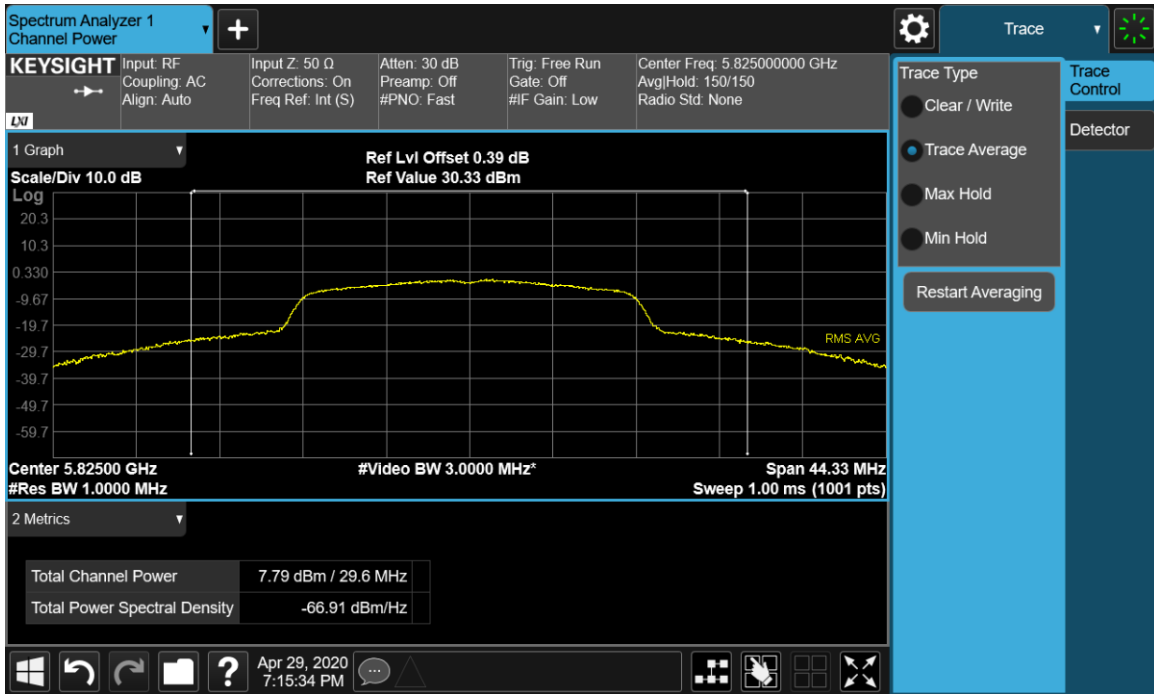 Spectrum Analyzer 1
Channel Power
+
Trace
KEYSIGHT
LXI
Input: RF
Coupling: AC
Align: Auto
Input Z: 50 Ω
Corrections: On
Freq Ref: Int (S)
Atten: 30 dB
Preamp: Off
#PNO: Fast
Trig: Free Run
Gate: Off
#IF Gain: Low
Center Freq: 5.825000000 GHz
Avg|Hold: 150/150
Radio Std: None
Trace Type
Clear / Write
Trace Average
Max Hold
Min Hold
Restart Averaging
Trace
Control
Detector
1 Graph
Scale/Div 10.0 dB
Ref Lvl Offset 0.39 dB
Ref Value 30.33 dBm
Log
20.3
10.3
0.330
-9.67
-19.7
-29.7
-39.7
-49.7
-59.7
RMS AVG
Center 5.82500 GHz
#Video BW 3.0000 MHz*
Span 44.33 MHz
#Res BW 1.0000 MHz
Sweep 1.00 ms (1001 pts)
2 Metrics
Total Channel Power 7.79 dBm / 29.6 MHz
Total Power Spectral Density -66.91 dBm/Hz
?
Apr 29, 2020
7:15:34 PM